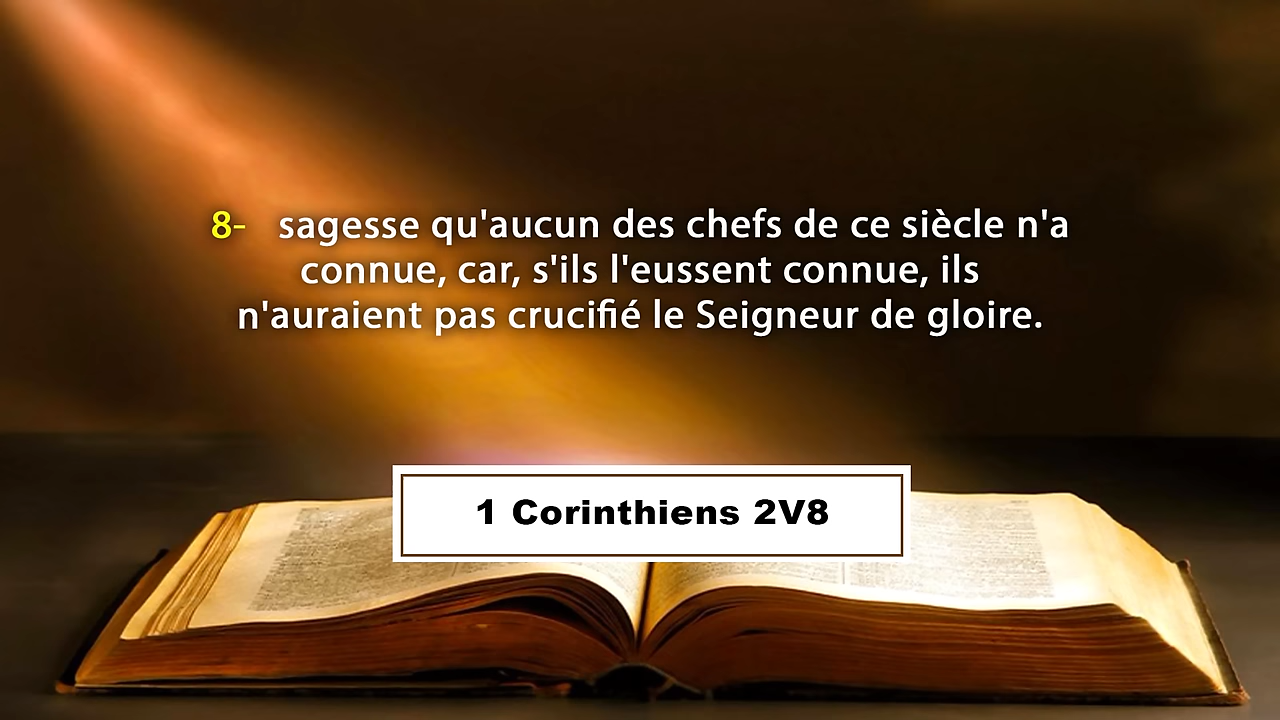 8- sagesse qu'aucun des chefs de ce siècle n'a
connue, car, s'ils l'eussent connue, ils
n'auraient pas crucifié le Seigneur de gloire.
1 Corinthiens 2V8